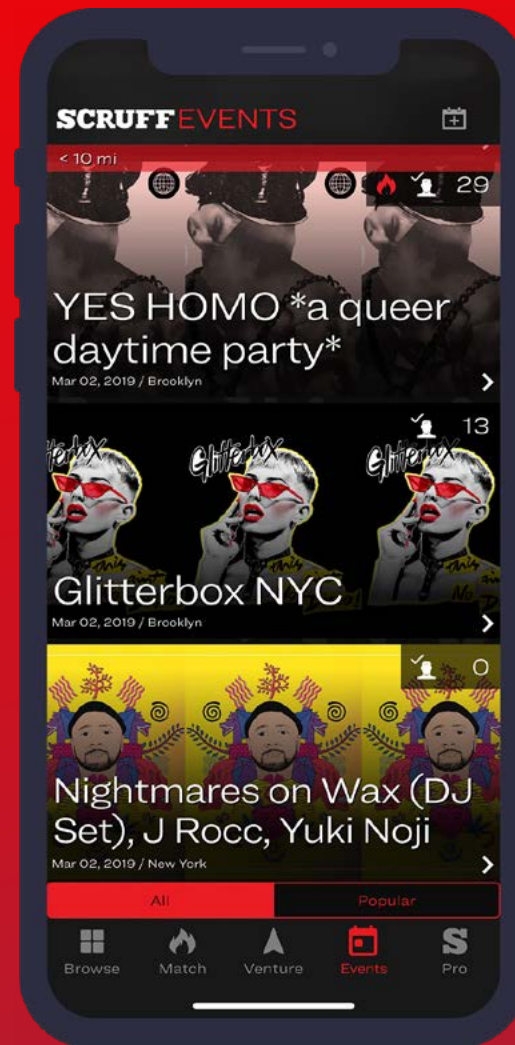 SCRUFF EVENTS
< 10 mi
29
YES HOMO *a queer
daytime party*
Mar 02, 2019 / Brooklyn
13
Glitterbox
Glitterbox
Glitterbox NYC
Mar 02, 2019 / Brooklyn
0
Nightmares on Wax (DJ
Set), J Rocc, Yuki Noji
Mar 02, 2019 / New York
All Popular
Browse Match Venture Events Pro